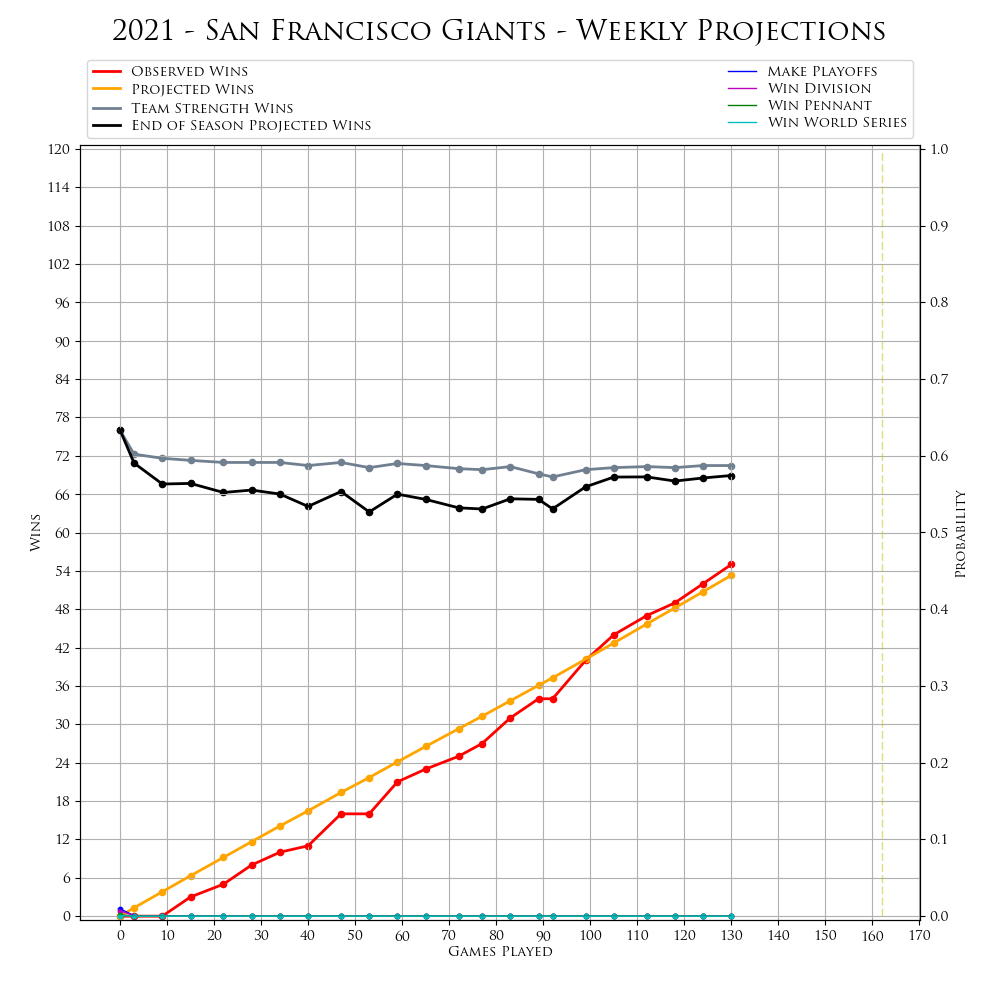 2021 - San Francisco Giants - Weekly Projections
Observed Wins
Projected Wins
Team Strength Wins
End of Season Projected Wins
Make Playoffs
Win Division
Win Pennant
Win World Series
120
114
108
102
96
90
84
78
72
66
60
54
48
42
36
30
24
18
12
6
0
Wins
1.0
0.9
0.8
0.7
0.6
0.5
0.4
0.3
0.2
0.1
0.0
Probability
0 10 20 30 40 50 60 70 80 90 100 110 120 130 140 150 160 170
Games Played